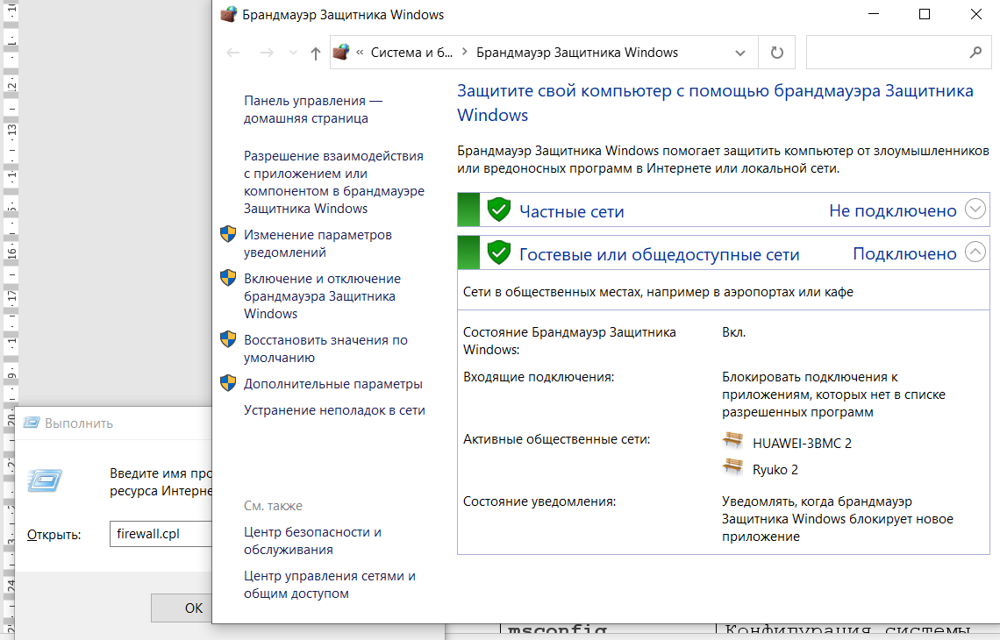 Брандмауэр Защитника Windows
« Система и б... > Брандмауэр Защитника Windows
Панель управления —
домашняя страница
Разрешение взаимодействия
с приложением или
компонентом в брандмауэре
Защитника Windows
Изменение параметров
уведомлений
Включение и отключение
брандмауэра Защитника
Windows
Восстановить значения по
умолчанию
Дополнительные параметры
Устранение неполадок в сети
См. также
Центр безопасности и
обслуживания
Центр управления сетями и
общим доступом
Защитите свой компьютер с помощью брандмауэра Защитника
Windows
Брандмауэр Защитника Windows помогает защитить компьютер от злоумышленников
или вредоносных программ в Интернете или локальной сети.
Частные сети Не подключено
Гостевые или общедоступные сети Подключено
Сети в общественных местах, например в аэропортах или кафе
Состояние Брандмауэр Защитника
Windows:
Вкл.
Входящие подключения:
Блокировать подключения к
приложениям, которых нет в списке
разрешенных программ
Активные общественные сети:
HUAWEI-3BMC 2
Ryuko 2
Состояние уведомления:
Уведомлять, когда брандмауэр
Защитника Windows блокирует новое
приложение
Выполнить
Введите имя про
ресурса Интерне
Открыть:
firewall.cpl
OK
msconfig
Конфигурация системы